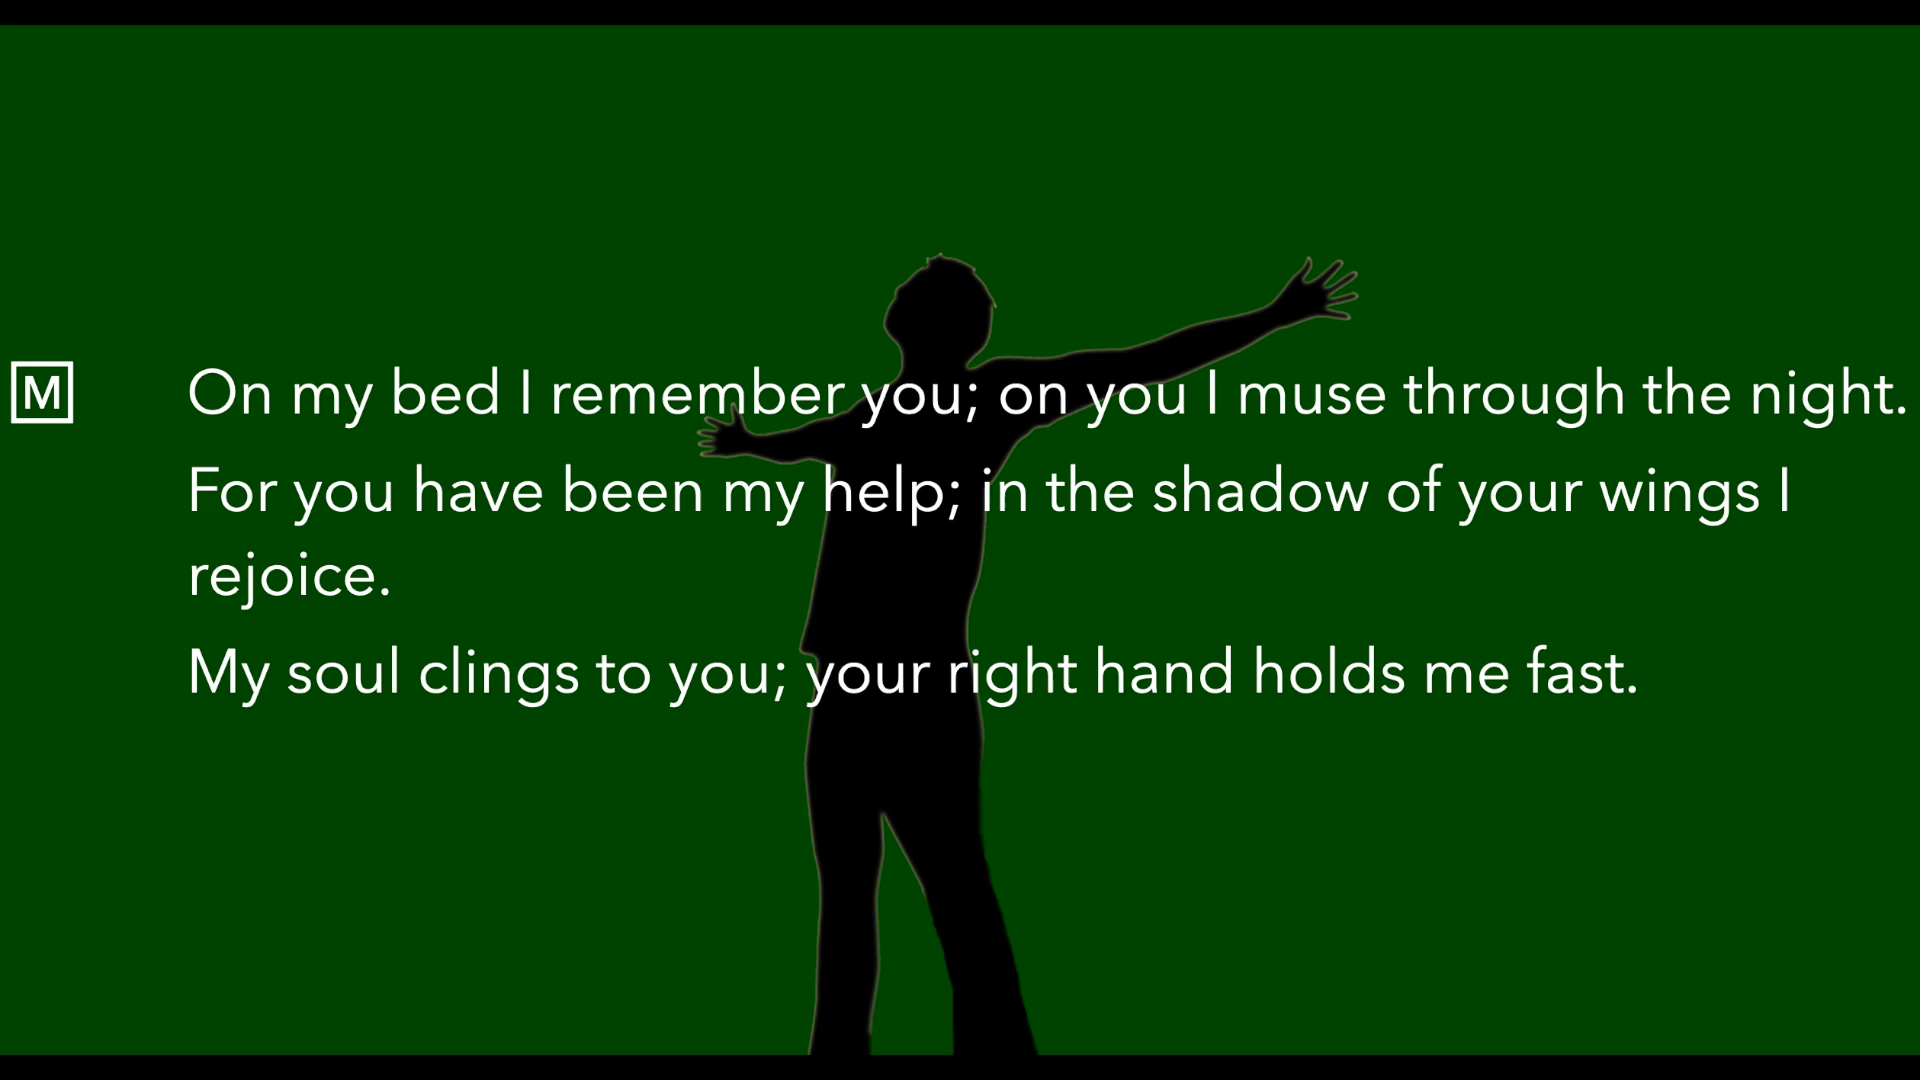 M On my bed I remember you; on you I muse through the night.
For you have been my help; in the shadow of your wings I
rejoice.
My soul clings to you; your right hand holds me fast.